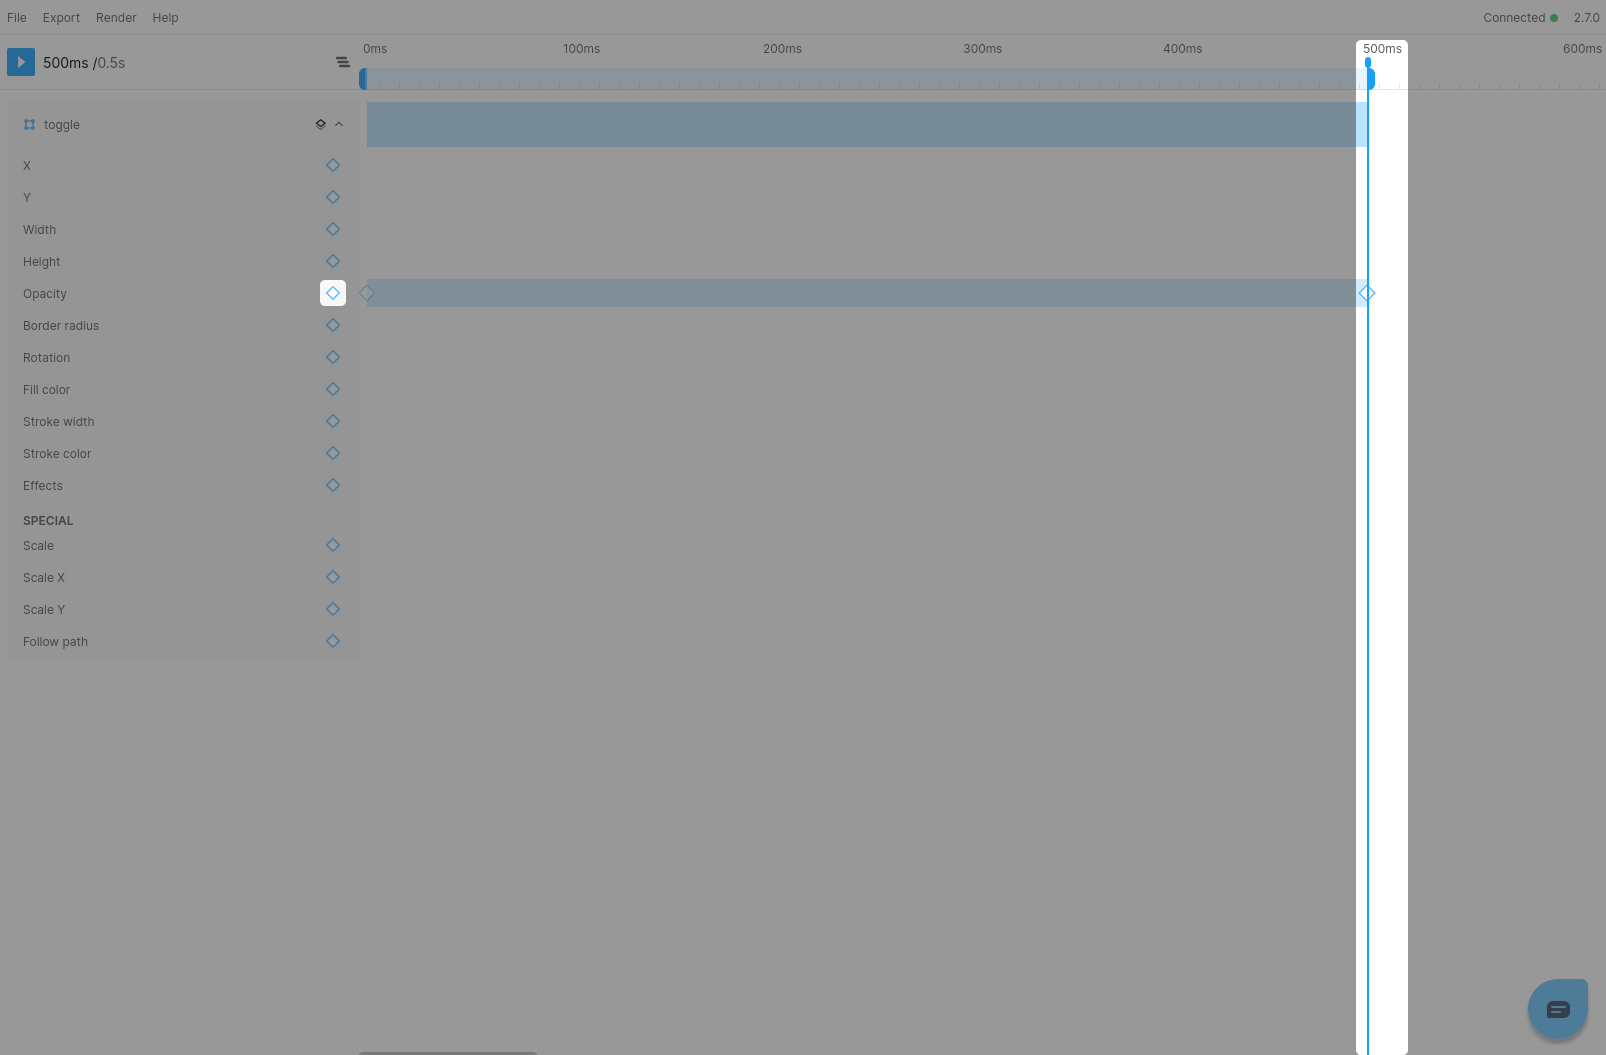 File Export Render Help Connected 2.7.0
500ms /0.5s
0ms 100ms 200ms 300ms 400ms 500ms 600ms
toggle
X
Y
Width
Height
Opacity
Border radius
Rotation
Fill color
Stroke width
Stroke color
Effects
SPECIAL
Scale
Scale X
Scale Y
Follow path